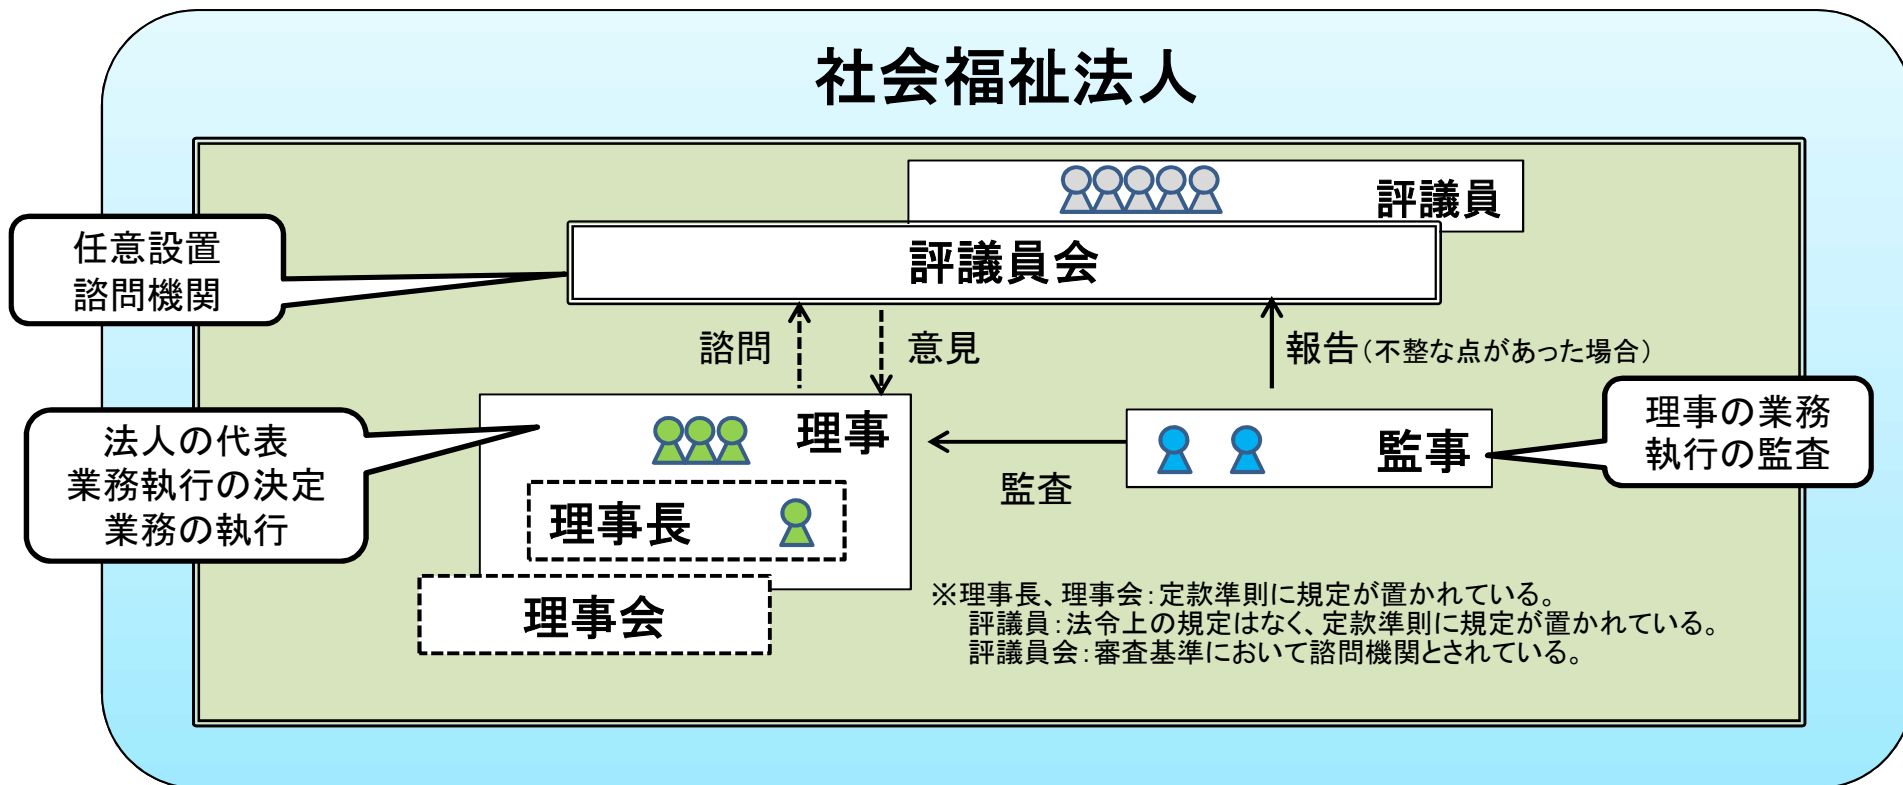 社会福祉法人
評議員
評議員会
任意設置
諮問機関
諮問
意見
報告(不整な点があった場合)
法人の代表
業務執行の決定
業務の執行
理事
理事長
理事会
監査
監事
理事の業務
執行の監査
※理事長、理事会:定款準則に規定が置かれている。
評議員:法令上の規定はなく、定款準則に規定が置かれている。
評議員会:審査基準において諮問機関とされている。